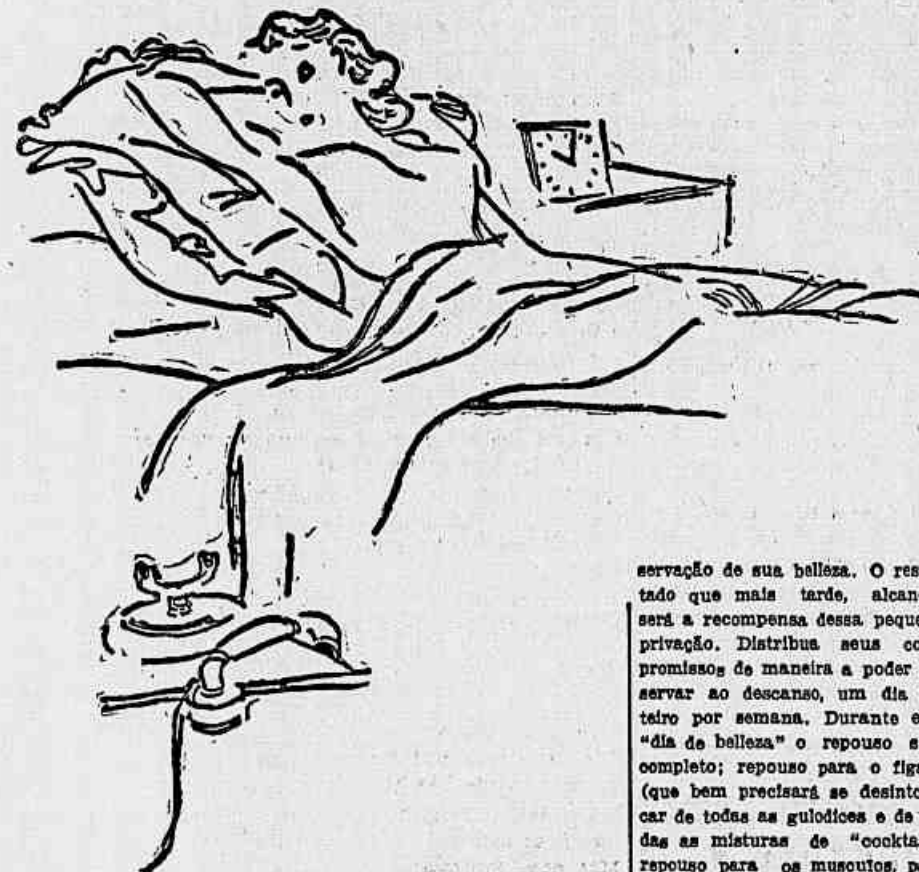 servação de sua belleza. O res
tado que mais tarde, alcan
será a recompensa dessa peque
privação. Distribua seus co
promissos de maneira a poder
servar ao descanso, um dia
teiro por semana. Durante e
"dia de belleza" o repouso s
completo; repouso para o figa
(que bem precisará se desinto
car de todas as gulodices e de
das as misturas de "cockta
repouso para os musculos, p